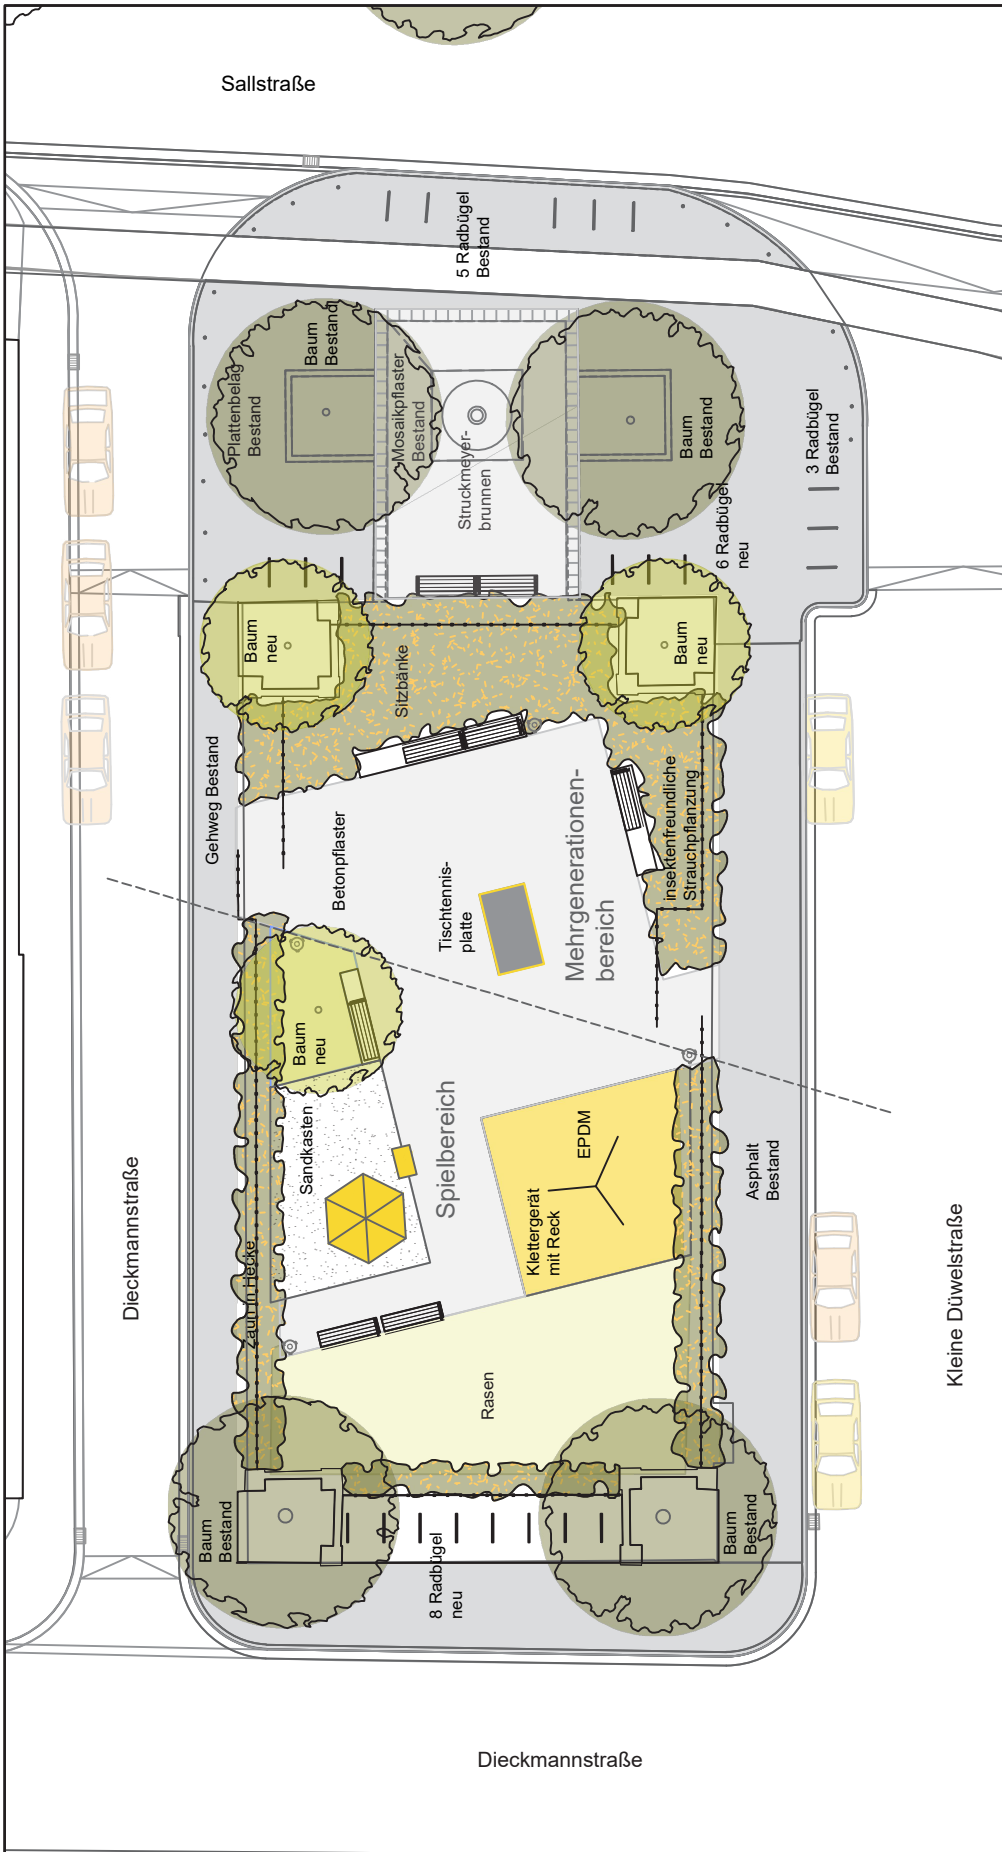 Sallstraße
5 Radbügel
Bestand
Baum
Bestand
Plattenbelag
Bestand
Mosaikpflaster
Bestand
Struckmeyer-
brunnen
Baum
Bestand
3 Radbügel
Bestand
6 Radbügel
neu
Baum
neu
Sitzbänke
Baum
neu
Gehweg Bestand
Betonpflaster
Tischtennis-
platte
Mehrgenerationen-
bereich
insektenfreundliche
Strauchpflanzung
Baum
neu
Sandkasten
Spielbereich
EPDM
Klettergerät
mit Reck
Asphalt
Bestand
Dieckmannstraße
Zaun in Hecke
Kleine Düwelstraße
Rasen
Baum
Bestand
8 Radbügel
neu
Baum
Bestand
Dieckmannstraße